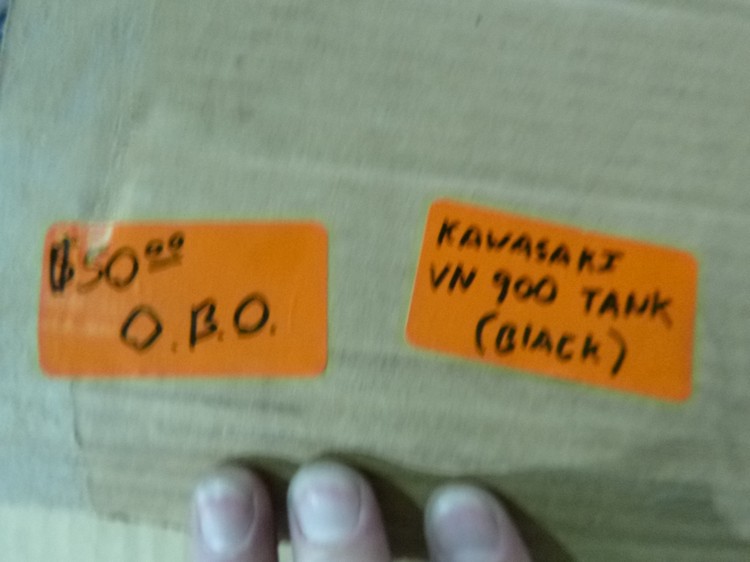 $50.00
O.B.O.
KAWASAKI
VN 900 TANK
(BLACK)